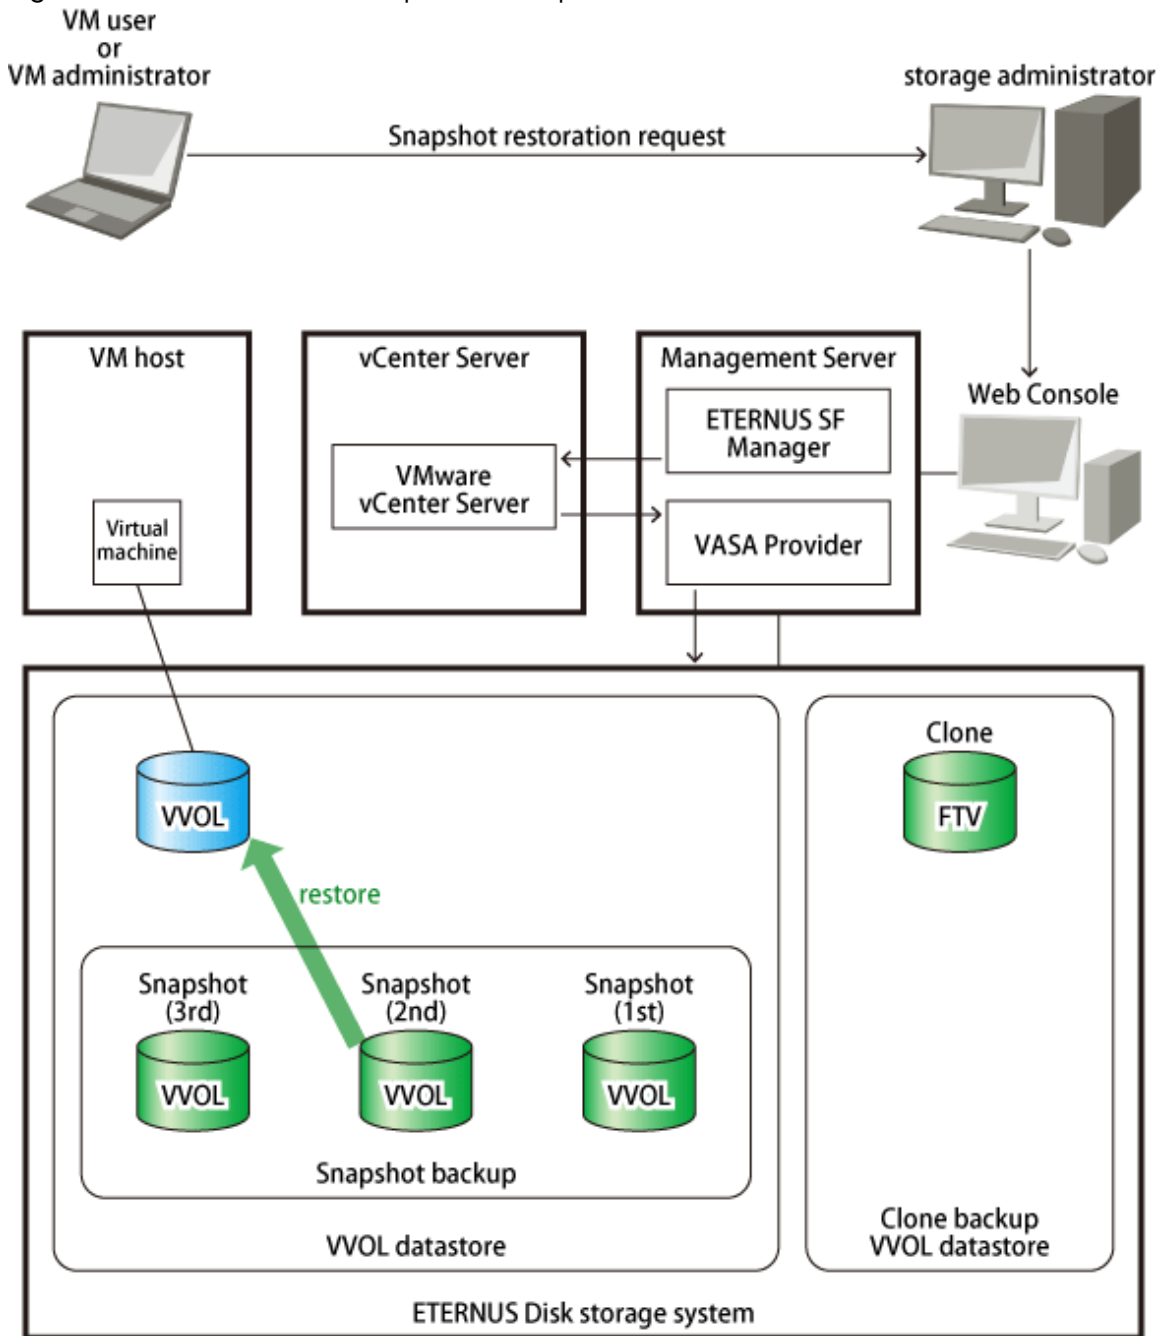 VM user
or
VM administrator
storage administrator
Snapshot restoration request
VM host
vCenter Server
Management Server
Web Console
ETERNUS SF
Manager
VMware
vCenter Server
Virtual
machine
VASA Provider
Clone
VVOL
FTV
restore
Snapshot
(3rd)
Snapshot
(2nd)
Snapshot
(1st)
VVOL
VVOL
VVOL
Snapshot backup
VVOL datastore
Clone backup
VVOL datastore
ETERNUS Disk storage system